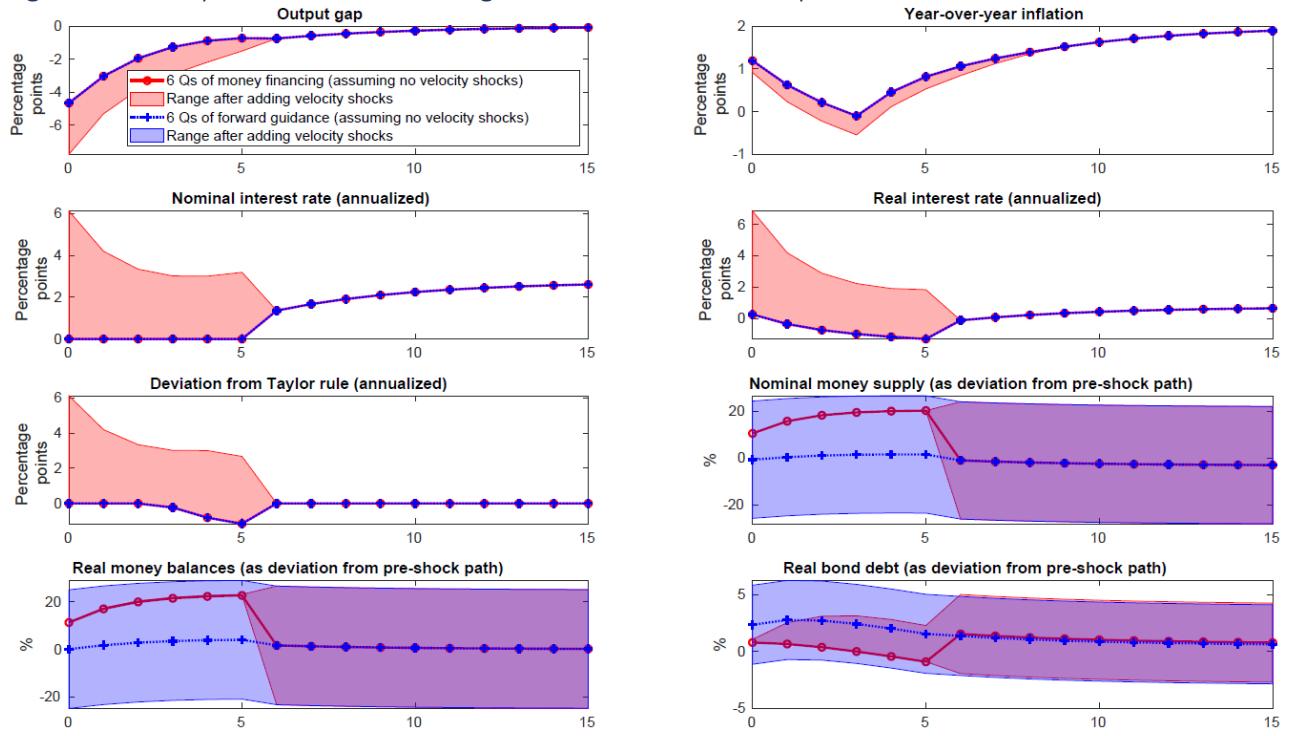 Output gap
0
-2
-4
-6
Percentage
points
6 Qs of money financing (assuming no velocity shocks)
Range after adding velocity shocks
6 Qs of forward guidance (assuming no velocity shocks)
Range after adding velocity shocks
0 5 10 15
Year-over-year inflation
2
1
0
-1
Percentage
points
0 5 10 15
Nominal interest rate (annualized)
6
4
2
0
Percentage
points
0 5 10 15
Real interest rate (annualized)
6
4
2
0
Percentage
points
0 5 10 15
Deviation from Taylor rule (annualized)
6
4
2
0
Percentage
points
0 5 10 15
Nominal money supply (as deviation from pre-shock path)
20
0
-20
%
0 5 10 15
Real money balances (as deviation from pre-shock path)
20
0
-20
%
0 5 10 15
Real bond debt (as deviation from pre-shock path)
5
0
-5
%
0 5 10 15